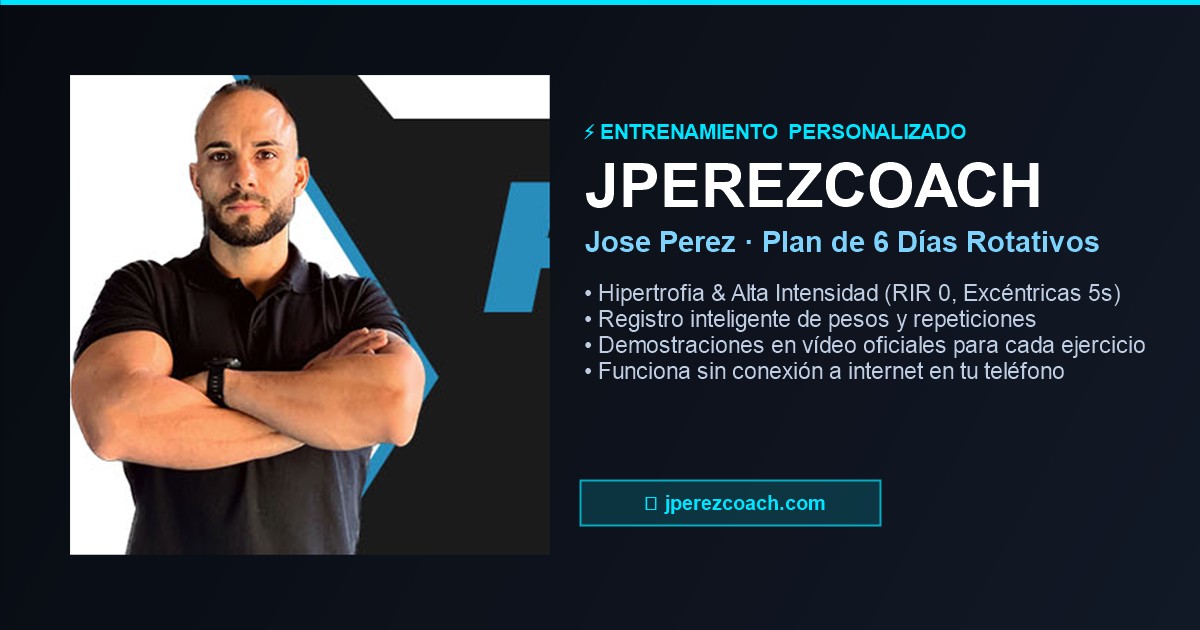 ⚡ ENTRENAMIENTO PERSONALIZADO
JPEREZCOACH
Jose Perez · Plan de 6 Días Rotativos
• Hipertrofia & Alta Intensidad (RIR 0, Excéntricas 5s)
• Registro inteligente de pesos y repeticiones
• Demostraciones en vídeo oficiales para cada ejercicio
• Funciona sin conexión a internet en tu teléfono
jperezcoach.com